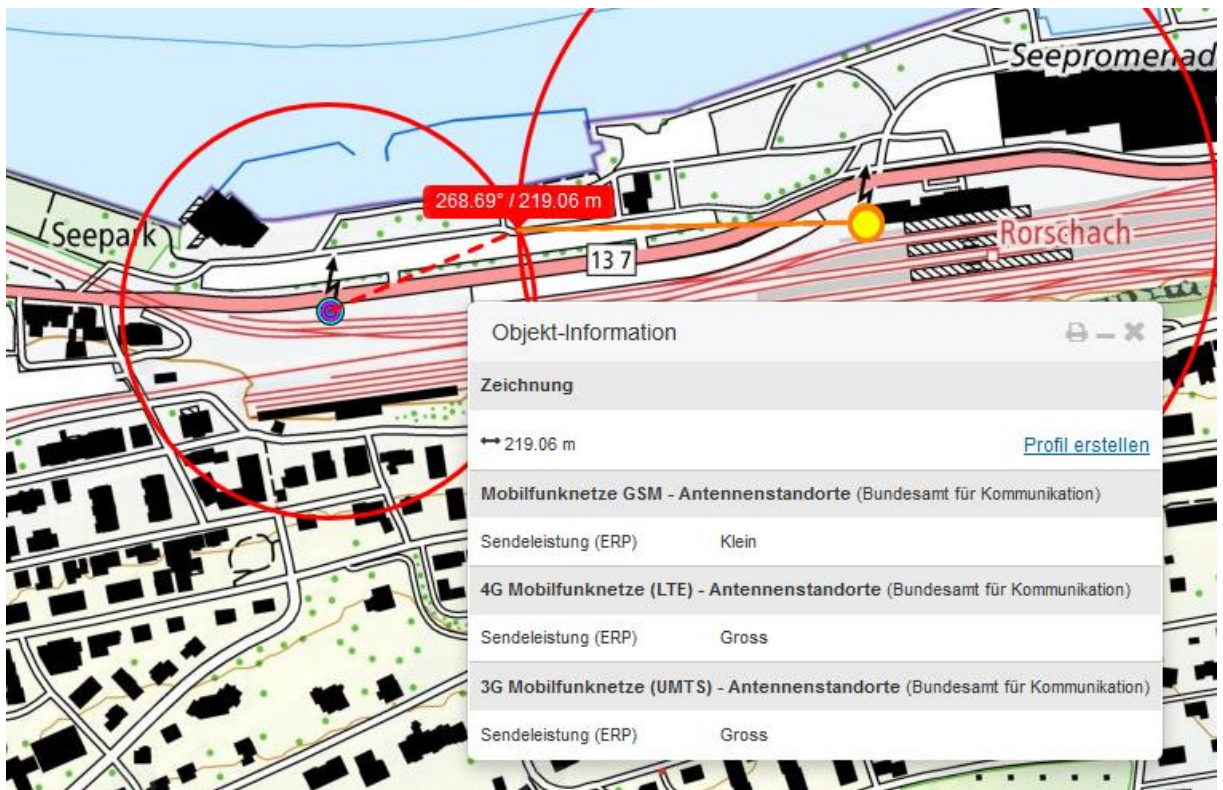 Seepromenad
268.69° / 219.06 m
Seepark
13 7
Rorschach
Objekt-Information
Zeichnung
219.06 m
Profil erstellen
Mobilfunknetze GSM - Antennenstandorte (Bundesamt für Kommunikation)
Sendeleistung (ERP) Klein
4G Mobilfunknetze (LTE) - Antennenstandorte (Bundesamt für Kommunikation)
Sendeleistung (ERP) Gross
3G Mobilfunknetze (UMTS) - Antennenstandorte (Bundesamt für Kommunikation)
Sendeleistung (ERP) Gross